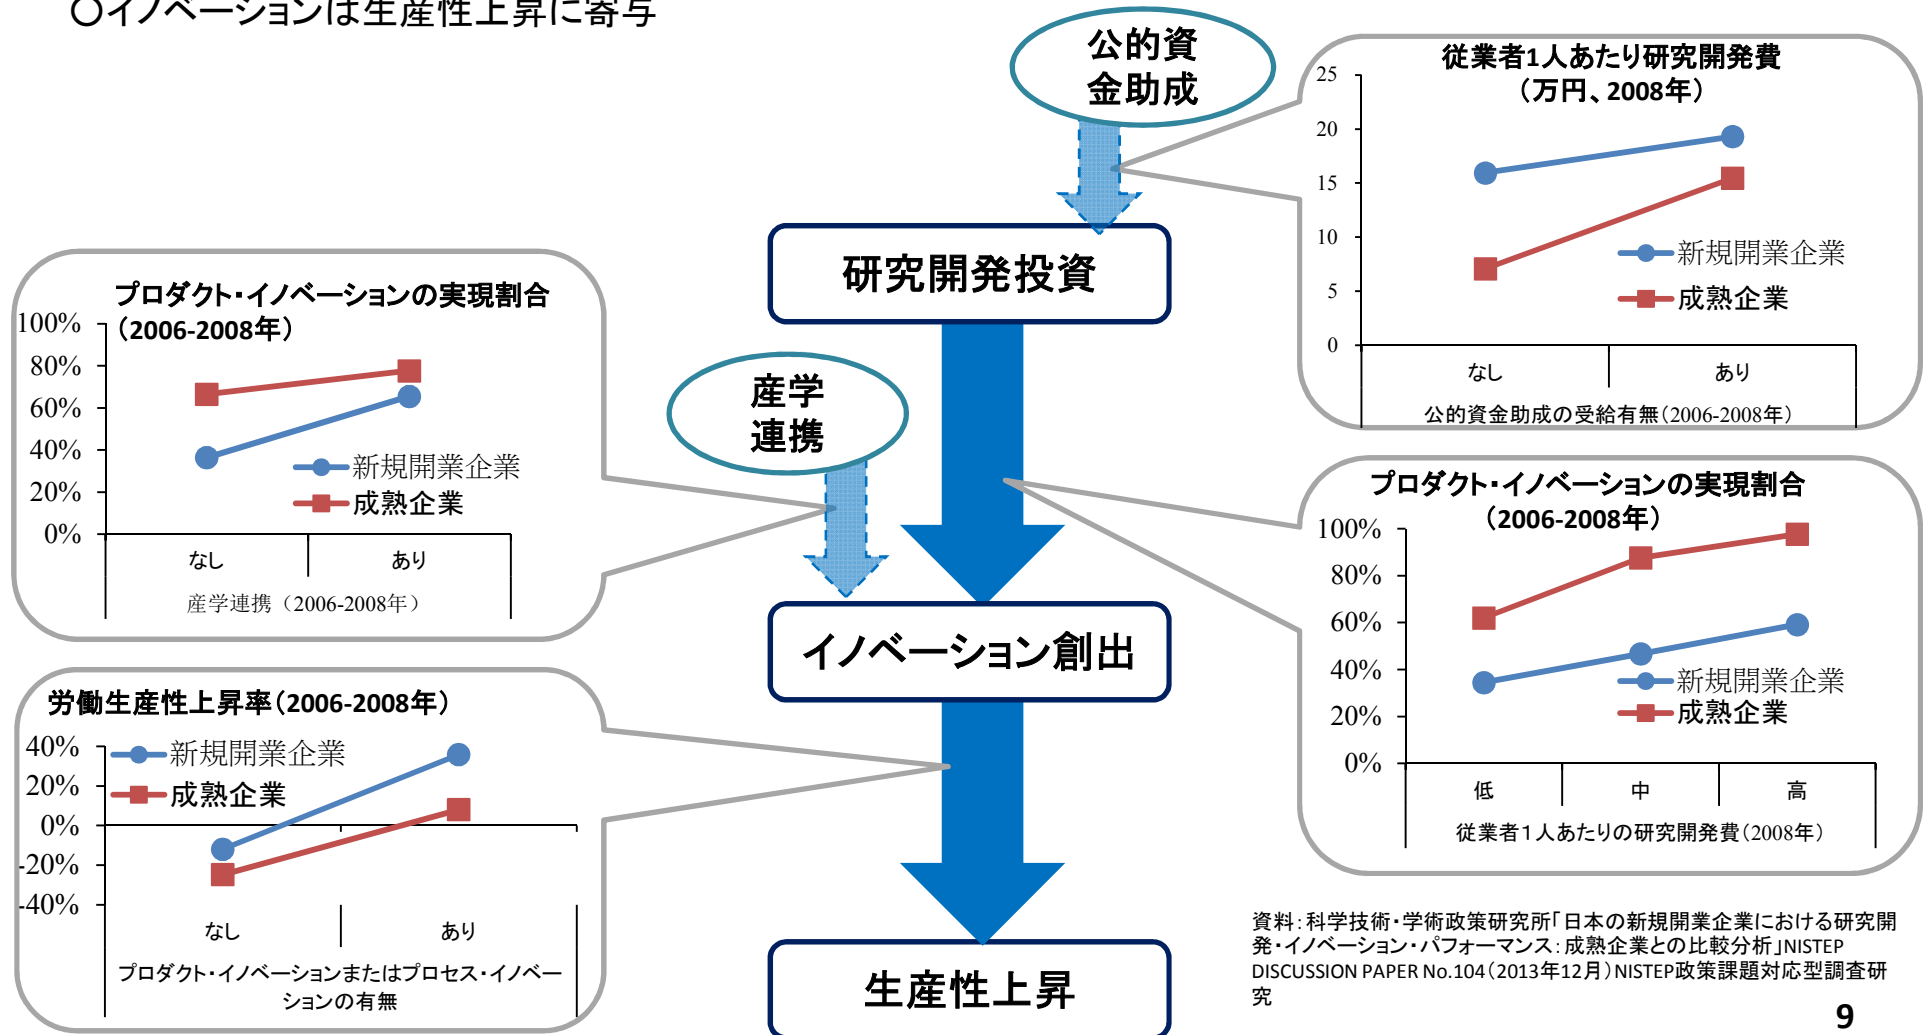 〇イノベーションは生産性上昇に寄与
公的資
金助成
従業者1人あたり研究開発費
（万円、2008年）
25
20
15
10
5
0
新規開業企業
成熟企業
なし
あり
公的資金助成の受給有無（2006-2008年）
研究開発投資
プロダクト・イノベーションの実現割合
（2006-2008年）
100%
80%
60%
40%
20%
0%
新規開業企業
成熟企業
なし
あり
産学連携（2006-2008年）
産学
連携
プロダクト・イノベーションの実現割合
（2006-2008年）
100%
80%
60%
40%
20%
0%
新規開業企業
成熟企業
低
中
高
従業者１人あたりの研究開発費（2008年）
イノベーション創出
労働生産性上昇率（2006-2008年）
40%
20%
0%
-20%
-40%
新規開業企業
成熟企業
なし
あり
プロダクト・イノベーションまたはプロセス・イノベー
ションの有無
生産性上昇
資料：科学技術・学術政策研究所「日本の新規開業企業における研究開
発・イノベーション・パフォーマンス：成熟企業との比較分析」NISTEP
DISCUSSION PAPER No.104（2013年12月）NISTEP政策課題対応型調査研
究
9